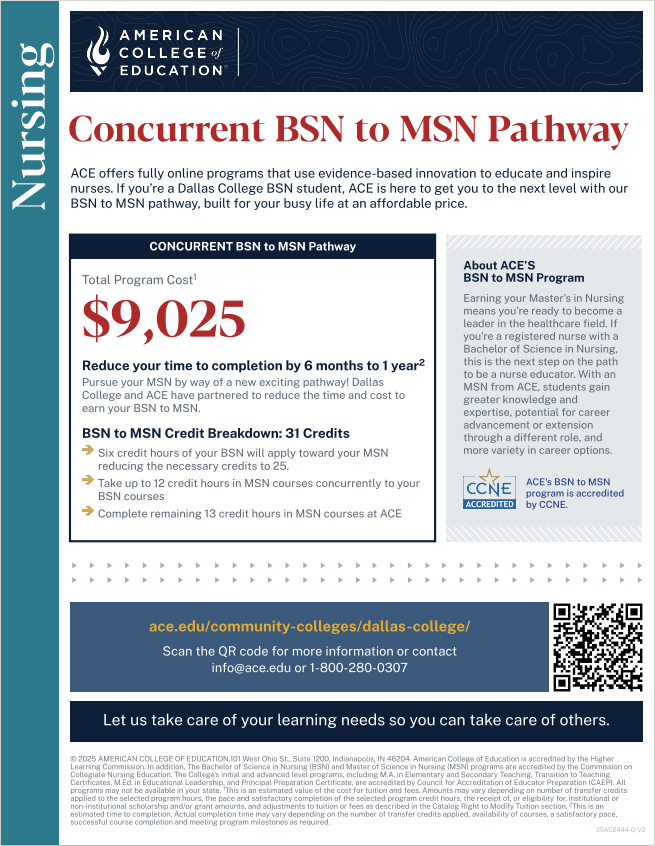 Nursing
AMERICAN
COLLEGE of
EDUCATION®
Concurrent BSN to MSN Pathway
ACE offers fully online programs that use evidence-based innovation to educate and inspire
nurses. If you're a Dallas College BSN student, ACE is here to get you to the next level with our
BSN to MSN pathway, built for your busy life at an affordable price.
CONCURRENT BSN to MSN Pathway
Total Program Cost¹
$9,025
Reduce your time to completion by 6 months to 1 year²
Pursue your MSN by way of a new exciting pathway! Dallas
College and ACE have partnered to reduce the time and cost to
earn your BSN to MSN.
BSN to MSN Credit Breakdown: 31 Credits
Six credit hours of your BSN will apply toward your MSN
reducing the necessary credits to 25.
Take up to 12 credit hours in MSN courses concurrently to your
BSN courses
Complete remaining 13 credit hours in MSN courses at ACE
About ACE'S
BSN to MSN Program
Earning your Master's in Nursing
means you're ready to become a
leader in the healthcare field. If
you're a registered nurse with a
Bachelor of Science in Nursing,
this is the next step on the path
to be a nurse educator. With an
MSN from ACE, students gain
greater knowledge and
expertise, potential for career
advancement or extension
through a different role, and
more variety in career options.
CCNE
ACCREDITED
ACE's BSN to MSN
program is accredited
by CCNE.
ace.edu/community-colleges/dallas-college/
Scan the QR code for more information or contact
info@ace.edu or 1-800-280-0307
Let us take care of your learning needs so you can take care of others.
© 2025 AMERICAN COLLEGE OF EDUCATION.101 West Ohio St., Suite 1200, Indianapolis, IN 46204. American College of Education is accredited by the Higher
Learning Commission. In addition, The Bachelor of Science in Nursing (BSN) and Master of Science in Nursing (MSN) programs are accredited by the Commission on
Collegiate Nursing Education. The College's initial and advanced level programs, including M.A. in Elementary and Secondary Teaching, Transition to Teaching
Certificates, M.Ed. in Educational Leadership, and Principal Preparation Certificate, are accredited by Council for Accreditation of Educator Preparation (CAEP). All
programs may not be available in your state. ¹This is an estimated value of the cost for tuition and fees. Amounts may vary depending on number of transfer credits
applied to the selected program hours, the pace and satisfactory completion of the selected program credit hours, the receipt of, or eligibility for, institutional or
non-institutional scholarship and/or grant amounts, and adjustments to tuition or fees as described in the Catalog Right to Modify Tuition section. ²This is an
estimated time to completion. Actual completion time may vary depending on the number of transfer credits applied, availability of courses, a satisfactory pace,
successful course completion and meeting program milestones as required.
25ACE444-Q-V2